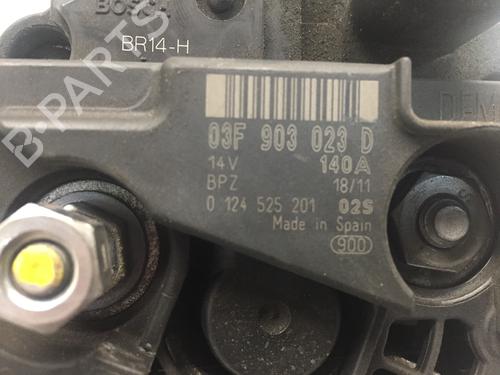 BOSCH
BR14-H
03F 903 023 D
14V 140A
BPZ 18/11
0 124 525 201 02S
Made in Spain
900
B-PARTS